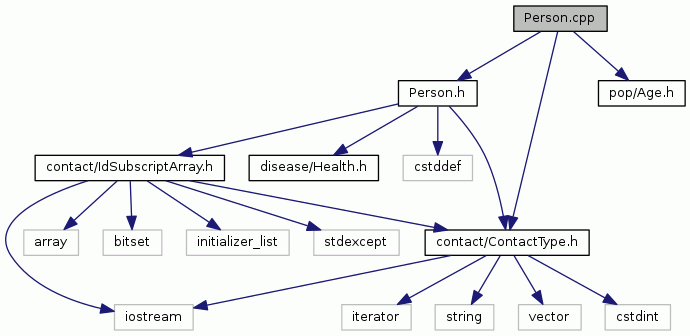 Person.cpp
Person.h
pop/Age.h
contact/IdSubscriptArray.h
disease/Health.h
cstddef
array
bitset
initializer_list
stdexcept
contact/ContactType.h
iostream
iterator
string
vector
cstdint